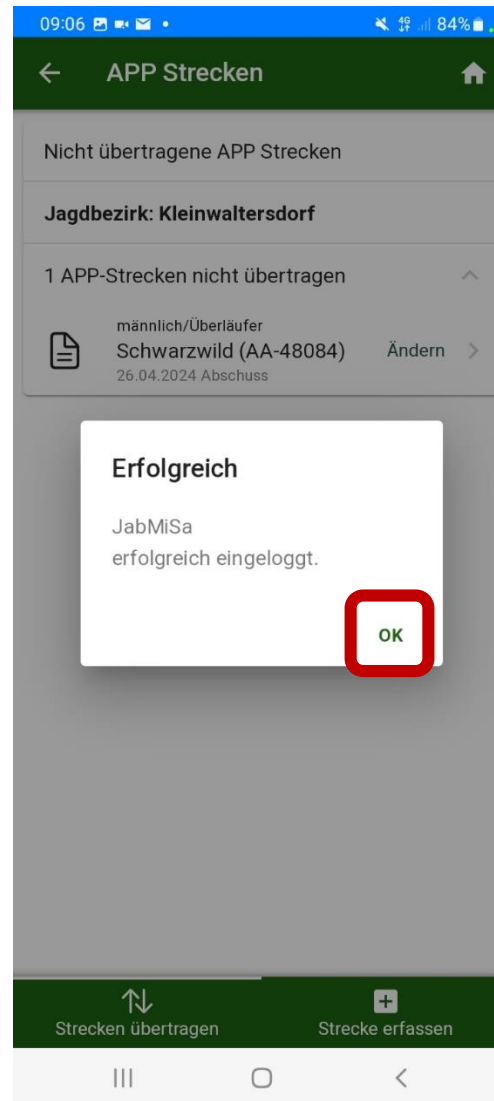 09:06
4G 84%
APP Strecken
Nicht übertragene APP Strecken
Jagdbezirk: Kleinwaltersdorf
1 APP-Strecken nicht übertragen
männlich/Überläufer
Schwarzwild (AA-48084) Ändern
26.04.2024 Abschuss
Erfolgreich
JabMiSa
erfolgreich eingeloggt.
OK
Strecken übertragen Strecke erfassen